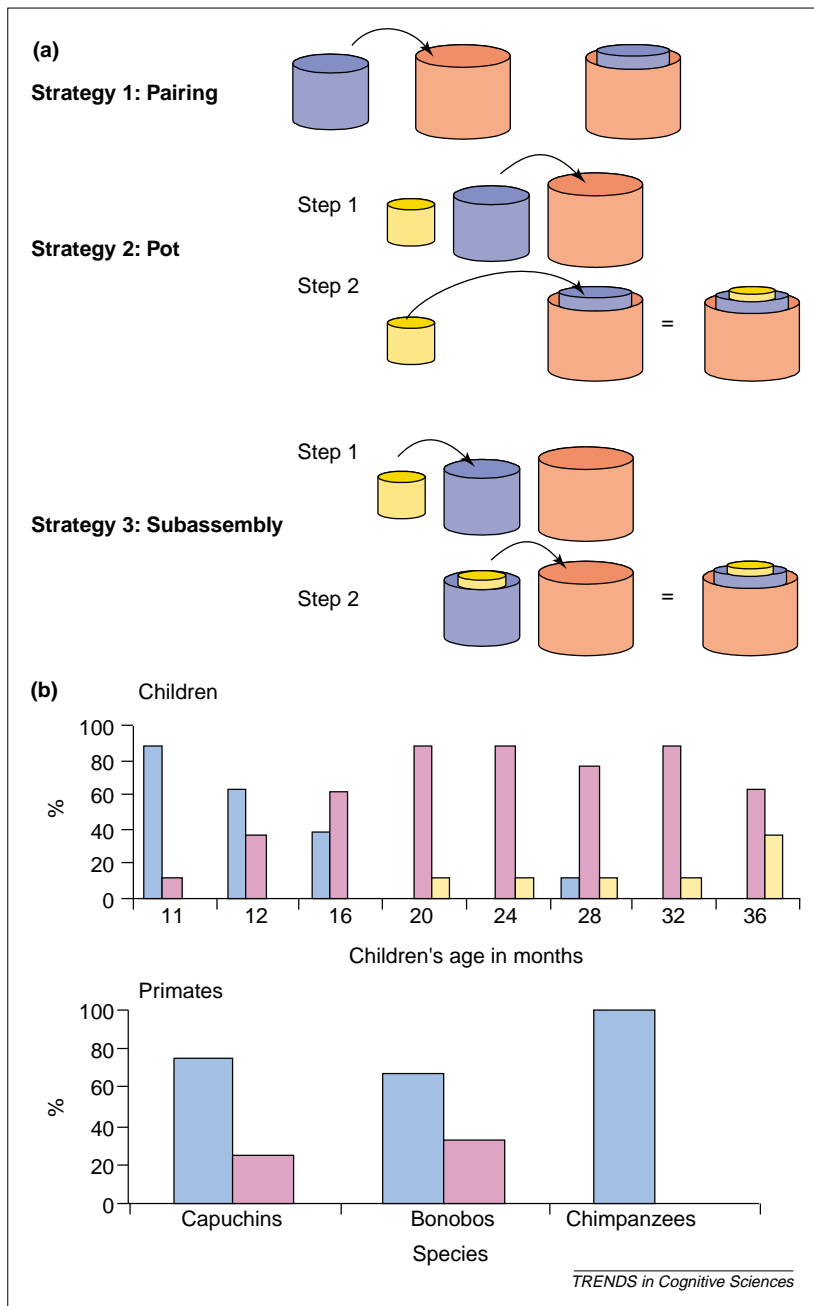 (a)
Strategy 1: Pairing
Step 1
Strategy 2: Pot
Step 2
=
Step 1
Strategy 3: Subassembly
Step 2
=
(b)
Children
100
80
60
40
20
0
%
11 12 16 20 24 28 32 36
Children's age in months
Primates
100
80
60
40
20
0
%
Capuchins Bonobos Chimpanzees
Species
TRENDS in Cognitive Sciences